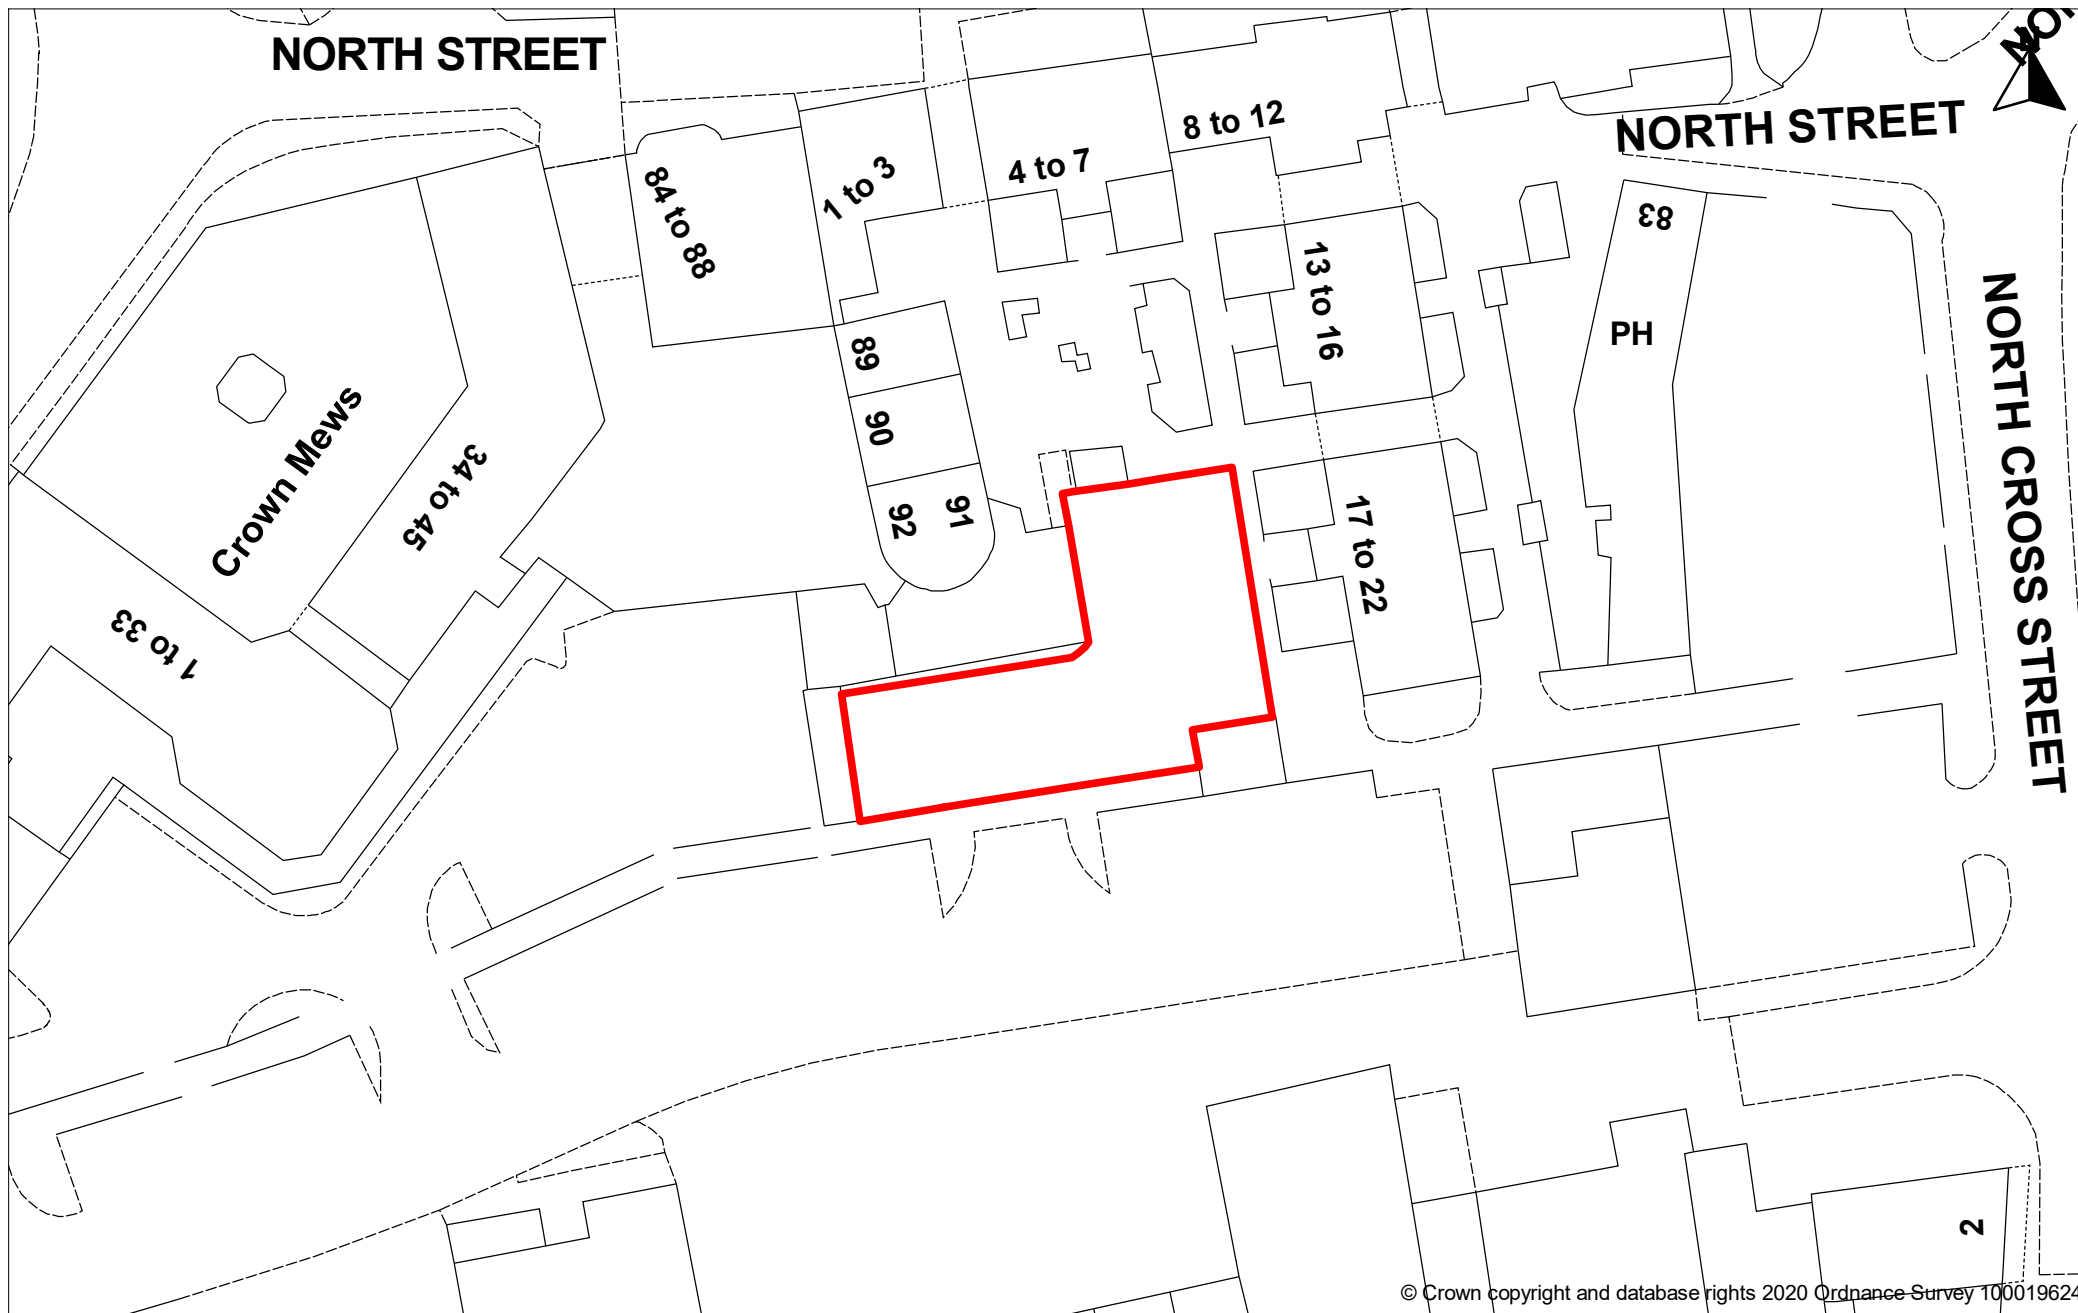 NORTH STREET
NOR
N
NORTH STREET
8 to 12
4 to 7
1 to 3
84 to 88
83
13 to 16
PH
NORTH CROSS STREET
89
90
91
92
Crown Mews
34 to 45
17 to 22
1 to 33
2
© Crown copyright and database rights 2020 Ordnance Survey 100019624